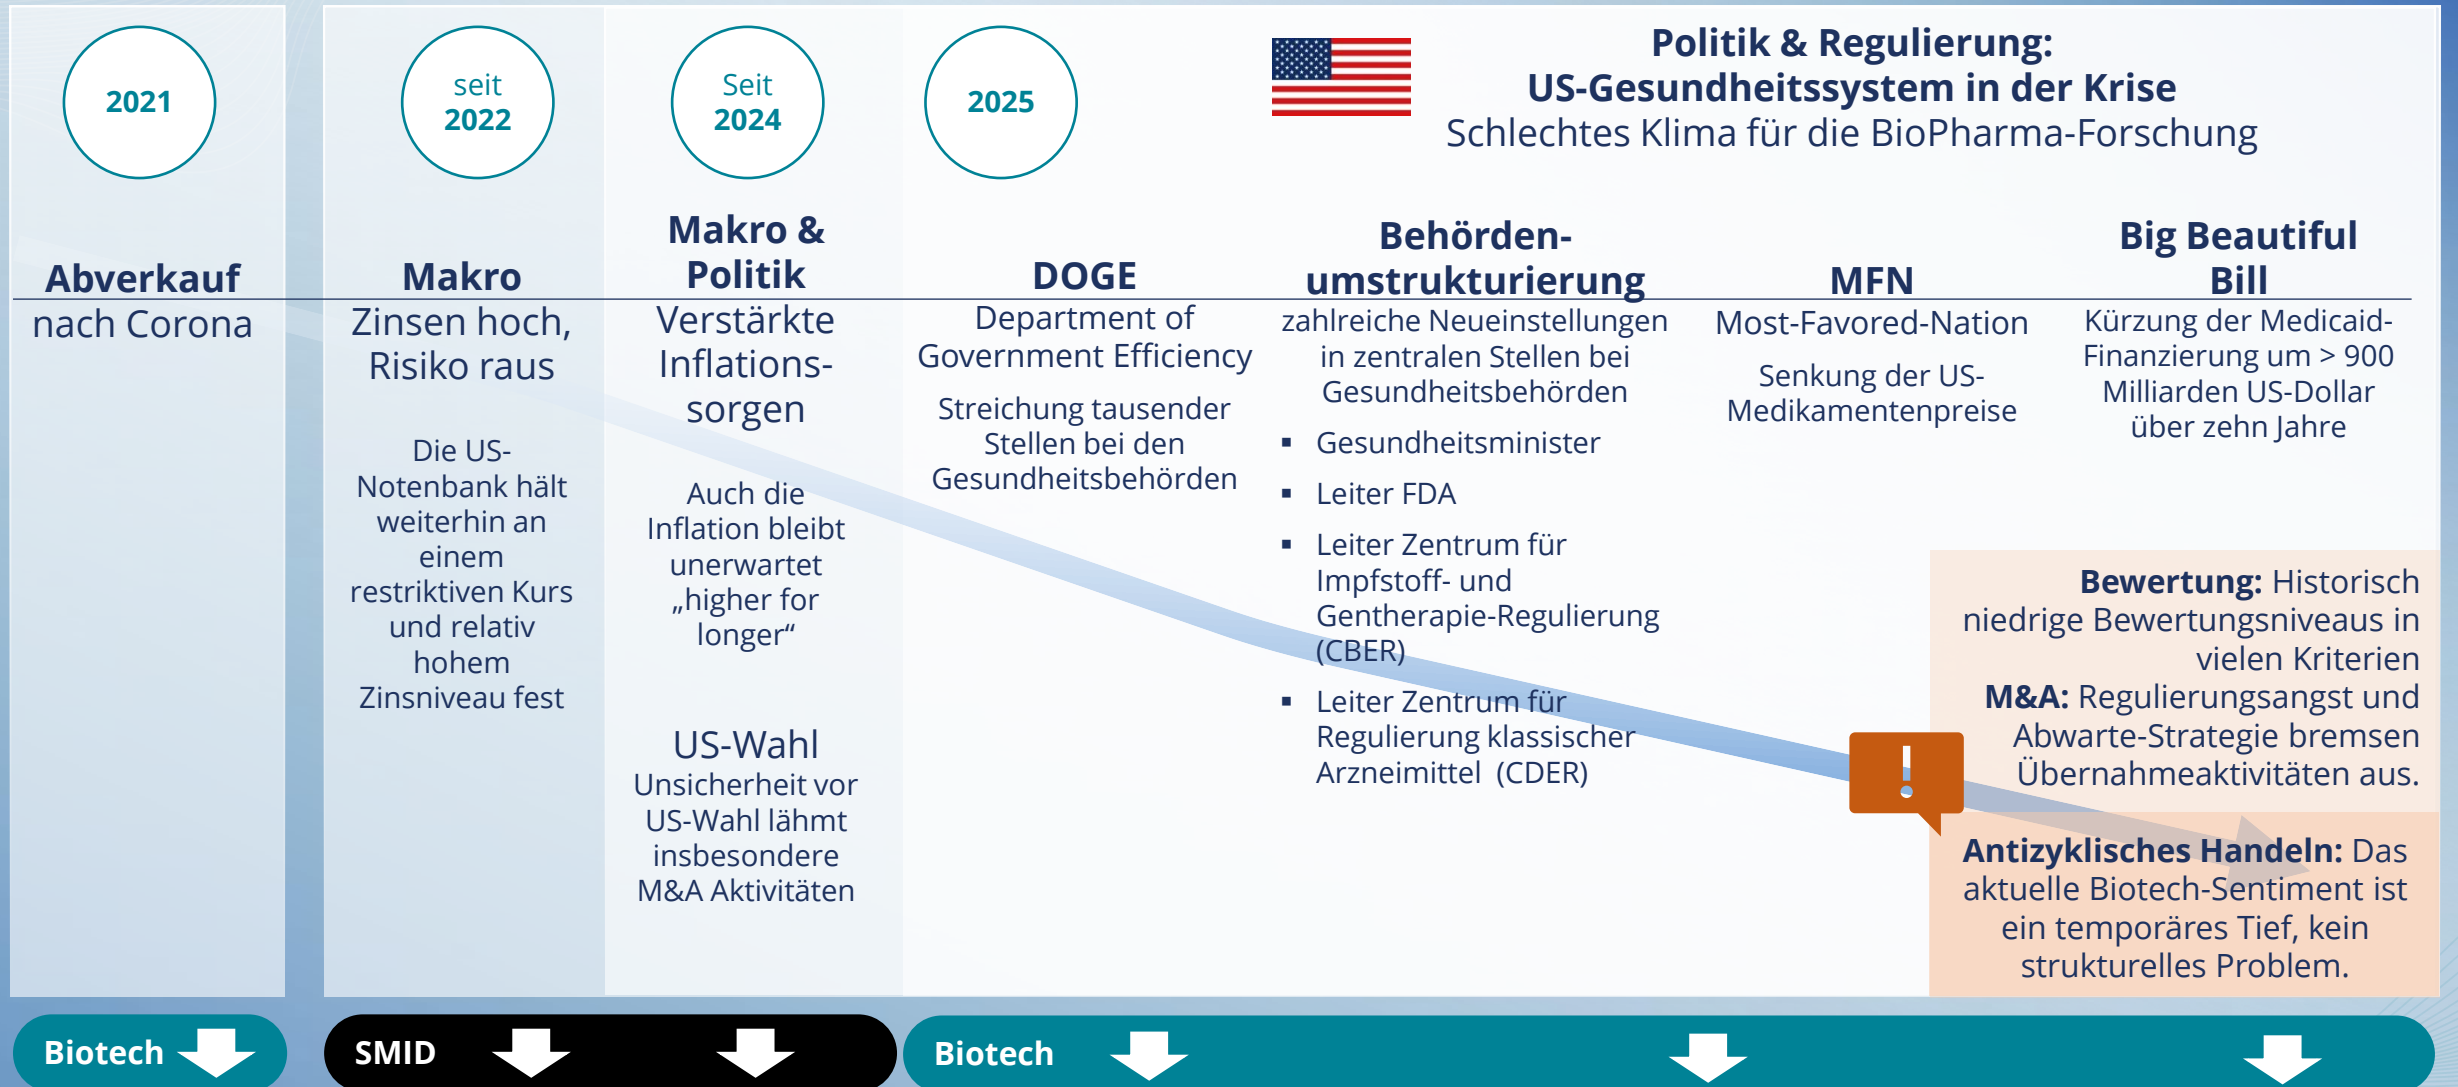 2021
Abverkauf
nach Corona
seit
2022
Makro
Zinsen hoch,
Risiko raus
Die US-
Notenbank hält
weiterhin an
einem
restriktiven Kurs
und relativ
hohem
Zinsniveau fest
Seit
2024
Makro &
Politik
Verstärkte
Inflations-
sorgen
Auch die
Inflation bleibt
unerwartet
„higher for
longer“
US-Wahl
Unsicherheit vor
US-Wahl lähmt
insbesondere
M&A Aktivitäten
2025
Politik & Regulierung:
US-Gesundheitssystem in der Krise
Schlechtes Klima für die BioPharma-Forschung
DOGE
Department of
Government Efficiency
Streichung tausender
Stellen bei den
Gesundheitsbehörden
Behörden-
umstrukturierung
zahlreiche Neueinstellungen
in zentralen Stellen bei
Gesundheitsbehörden
▪ Gesundheitsminister
▪ Leiter FDA
▪ Leiter Zentrum für
Impfstoff- und
Gentherapie-Regulierung
(CBER)
▪ Leiter Zentrum für
Regulierung klassischer
Arzneimittel (CDER)
MFN
Most-Favored-Nation
Senkung der US-
Medikamentenpreise
Big Beautiful
Bill
Kürzung der Medicaid-
Finanzierung um > 900
Milliarden US-Dollar
über zehn Jahre
Bewertung: Historisch
niedrige Bewertungsniveaus in
vielen Kriterien
M&A: Regulierungsangst und
Abwarte-Strategie bremsen
Übernahmeaktivitäten aus.
!
Antizyklisches Handeln: Das
aktuelle Biotech-Sentiment ist
ein temporäres Tief, kein
strukturelles Problem.
Biotech
SMID
Biotech